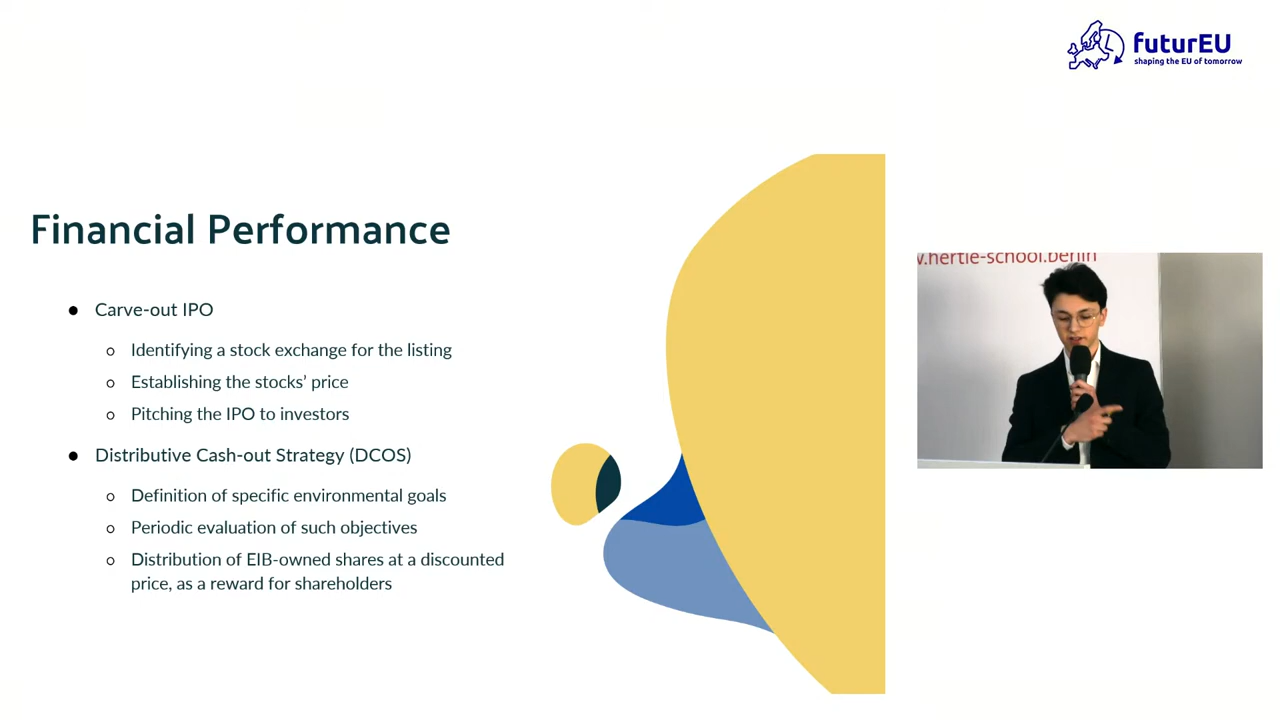 futurEU
shaping the EU of tomorrow
Financial Performance
● Carve-out IPO
○ Identifying a stock exchange for the listing
○ Establishing the stocks' price
○ Pitching the IPO to investors
● Distributive Cash-out Strategy (DCOS)
○ Definition of specific environmental goals
○ Periodic evaluation of such objectives
○ Distribution of EIB-owned shares at a discounted
price, as a reward for shareholders
.hertie-school.berlin